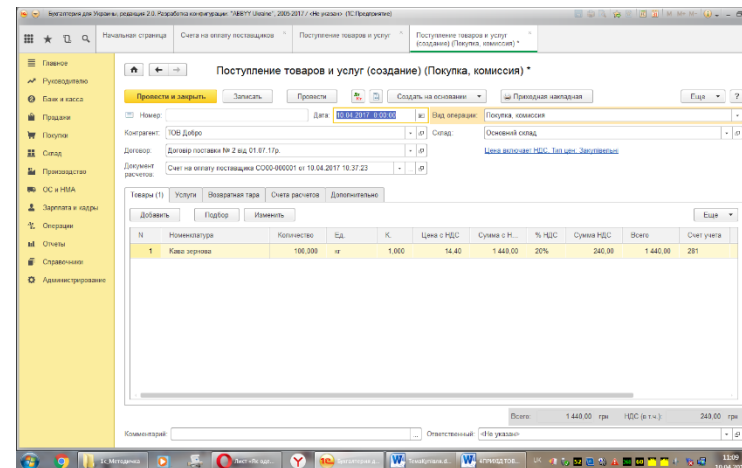 Бухгалтерия для Украины, редакция 2.0. Разработка конфигурации: "ABBYY Ukraine", 2005-2017 / <Не указан> (1С:Предприятие)
Начальная страница
Счета на оплату поставщиков
Поступление товаров и услуг
Поступление товаров и услуг (создание) (Покупка, комиссия) *
Главное
Руководителю
Банк и касса
Продажи
Покупки
Склад
Производство
ОС и НМА
Зарплата и кадры
Операции
Отчеты
Справочники
Администрирование
Поступление товаров и услуг (создание) (Покупка, комиссия) *
Провести и закрыть Записать Провести Создать на основании Приходная накладная Еще ?
Номер: Дата: 10.04.2017 0:00:00 Вид операции: Покупка, комиссия
Контрагент: ТОВ Добро Склад: Основний склад
Договор: Договір поставки № 2 від 01.07.17р. Цена включает НДС, Тип цен: Закупівельні
Документ расчетов: Счет на оплату поставщика СО00-000001 от 10.04.2017 10:37:23
Товары (1) Услуги Возвратная тара Счета расчетов Дополнительно
Добавить Подбор Изменить Еще
N Номенклатура Количество Ед. К. Цена с НДС Сумма с Н... % НДС Сумма НДС Всего Счет учета
1 Кава зернова 100,000 кг 1,000 14,40 1 440,00 20% 240,00 1 440,00 281
Всего: 1 440,00 грн НДС (в т.ч.): 240,00 грн
Комментарий: Ответственный: <Не указан>
1с Методичка
11:09